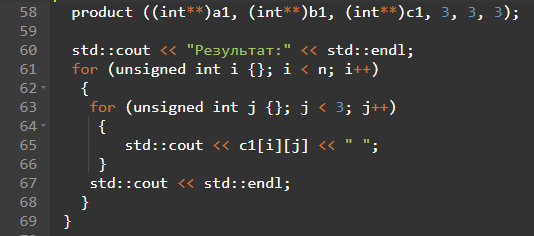 58 product ((int**)a1, (int**)b1, (int**)c1, 3, 3, 3);
59
60 std::cout << "Результат:" << std::endl;
61 for (unsigned int i {}; i < n; i++)
62 {
63 for (unsigned int j {}; j < 3; j++)
64 {
65 std::cout << c1[i][j] << " ";
66 }
67 std::cout << std::endl;
68 }
69 }